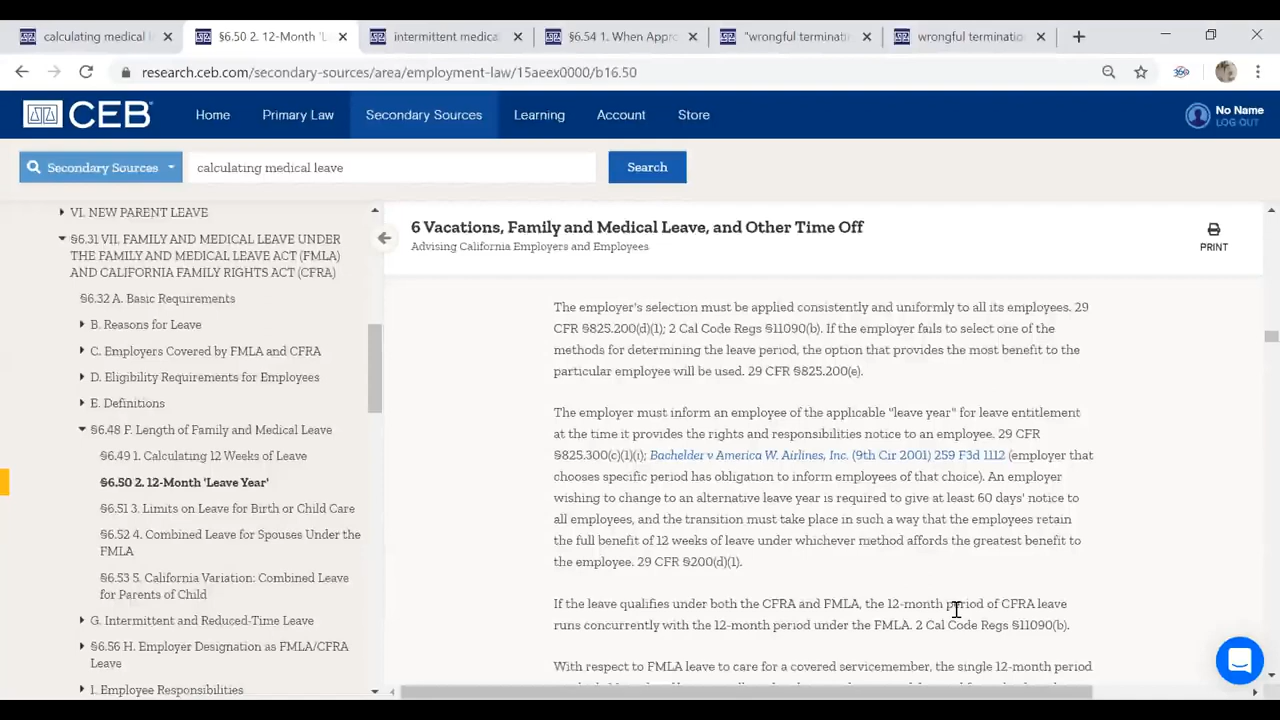 calculating medical l
§6.50 2. 12-Month 'L
intermittent medica
§6.54 1. When Appro
"wrongful terminati
wrongful terminatio
research.ceb.com/secondary-sources/area/employment-law/15aeex0000/b16.50
360
CEB
Home
Primary Law
Secondary Sources
Learning
Account
Store
No Name
LOG OUT
Secondary Sources
calculating medical leave
Search
VI. NEW PARENT LEAVE
§6.31 VII. FAMILY AND MEDICAL LEAVE UNDER
THE FAMILY AND MEDICAL LEAVE ACT (FMLA)
AND CALIFORNIA FAMILY RIGHTS ACT (CFRA)
§6.32 A. Basic Requirements
B. Reasons for Leave
C. Employers Covered by FMLA and CFRA
D. Eligibility Requirements for Employees
E. Definitions
§6.48 F. Length of Family and Medical Leave
§6.49 1. Calculating 12 Weeks of Leave
§6.50 2. 12-Month 'Leave Year'
§6.51 3. Limits on Leave for Birth or Child Care
§6.52 4. Combined Leave for Spouses Under the
FMLA
§6.53 5. California Variation: Combined Leave
for Parents of Child
G. Intermittent and Reduced-Time Leave
§6.56 H. Employer Designation as FMLA/CFRA
Leave
I. Employee Responsibilities
6 Vacations, Family and Medical Leave, and Other Time Off
Advising California Employers and Employees
PRINT
The employer's selection must be applied consistently and uniformly to all its employees. 29
CFR §825.200(d)(1); 2 Cal Code Regs §11090(b). If the employer fails to select one of the
methods for determining the leave period, the option that provides the most benefit to the
particular employee will be used. 29 CFR §825.200(e).
The employer must inform an employee of the applicable "leave year" for leave entitlement
at the time it provides the rights and responsibilities notice to an employee. 29 CFR
§825.300(c)(1)(i); Bachelder v America W. Airlines, Inc. (9th Cir 2001) 259 F3d 1112 (employer that
chooses specific period has obligation to inform employees of that choice). An employer
wishing to change to an alternative leave year is required to give at least 60 days' notice to
all employees, and the transition must take place in such a way that the employees retain
the full benefit of 12 weeks of leave under whichever method affords the greatest benefit to
the employee. 29 CFR §200(d)(1).
If the leave qualifies under both the CFRA and FMLA, the 12-month period of CFRA leave
runs concurrently with the 12-month period under the FMLA. 2 Cal Code Regs §11090(b).
With respect to FMLA leave to care for a covered servicemember, the single 12-month period